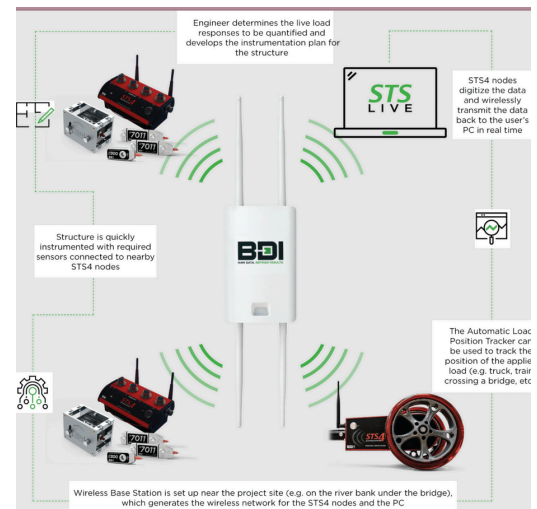 Engineer determines the live load
responses to be quantified and
develops the instrumentation plan for
the structure
STS
LIVE
STS4 nodes
digitize the data
and wirelessly
transmit the data
back to the user's
PC in real time
7011
7011
BDI
Structure is quickly
instrumented with required
sensors connected to nearby
STS4 nodes
The Automatic Load
Position Tracker can
be used to track the
position of the applie
load (e.g. truck, train
crossing a bridge, etc
7011
7011
STS4
Wireless Base Station is set up near the project site (e.g. on the river bank under the bridge),
which generates the wireless network for the STS4 nodes and the PC